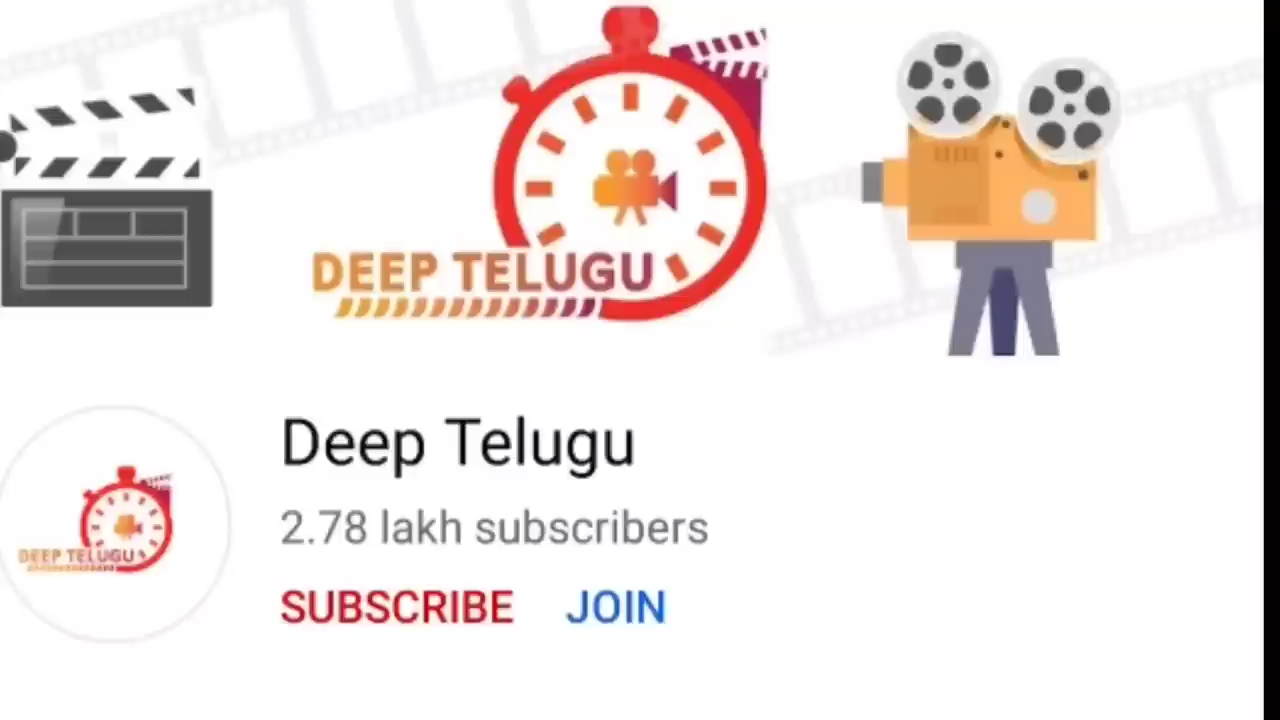 DEEP TELUGU
Deep Telugu
2.78 lakh subscribers
DEEP TELUGU
SUBSCRIBE JOIN